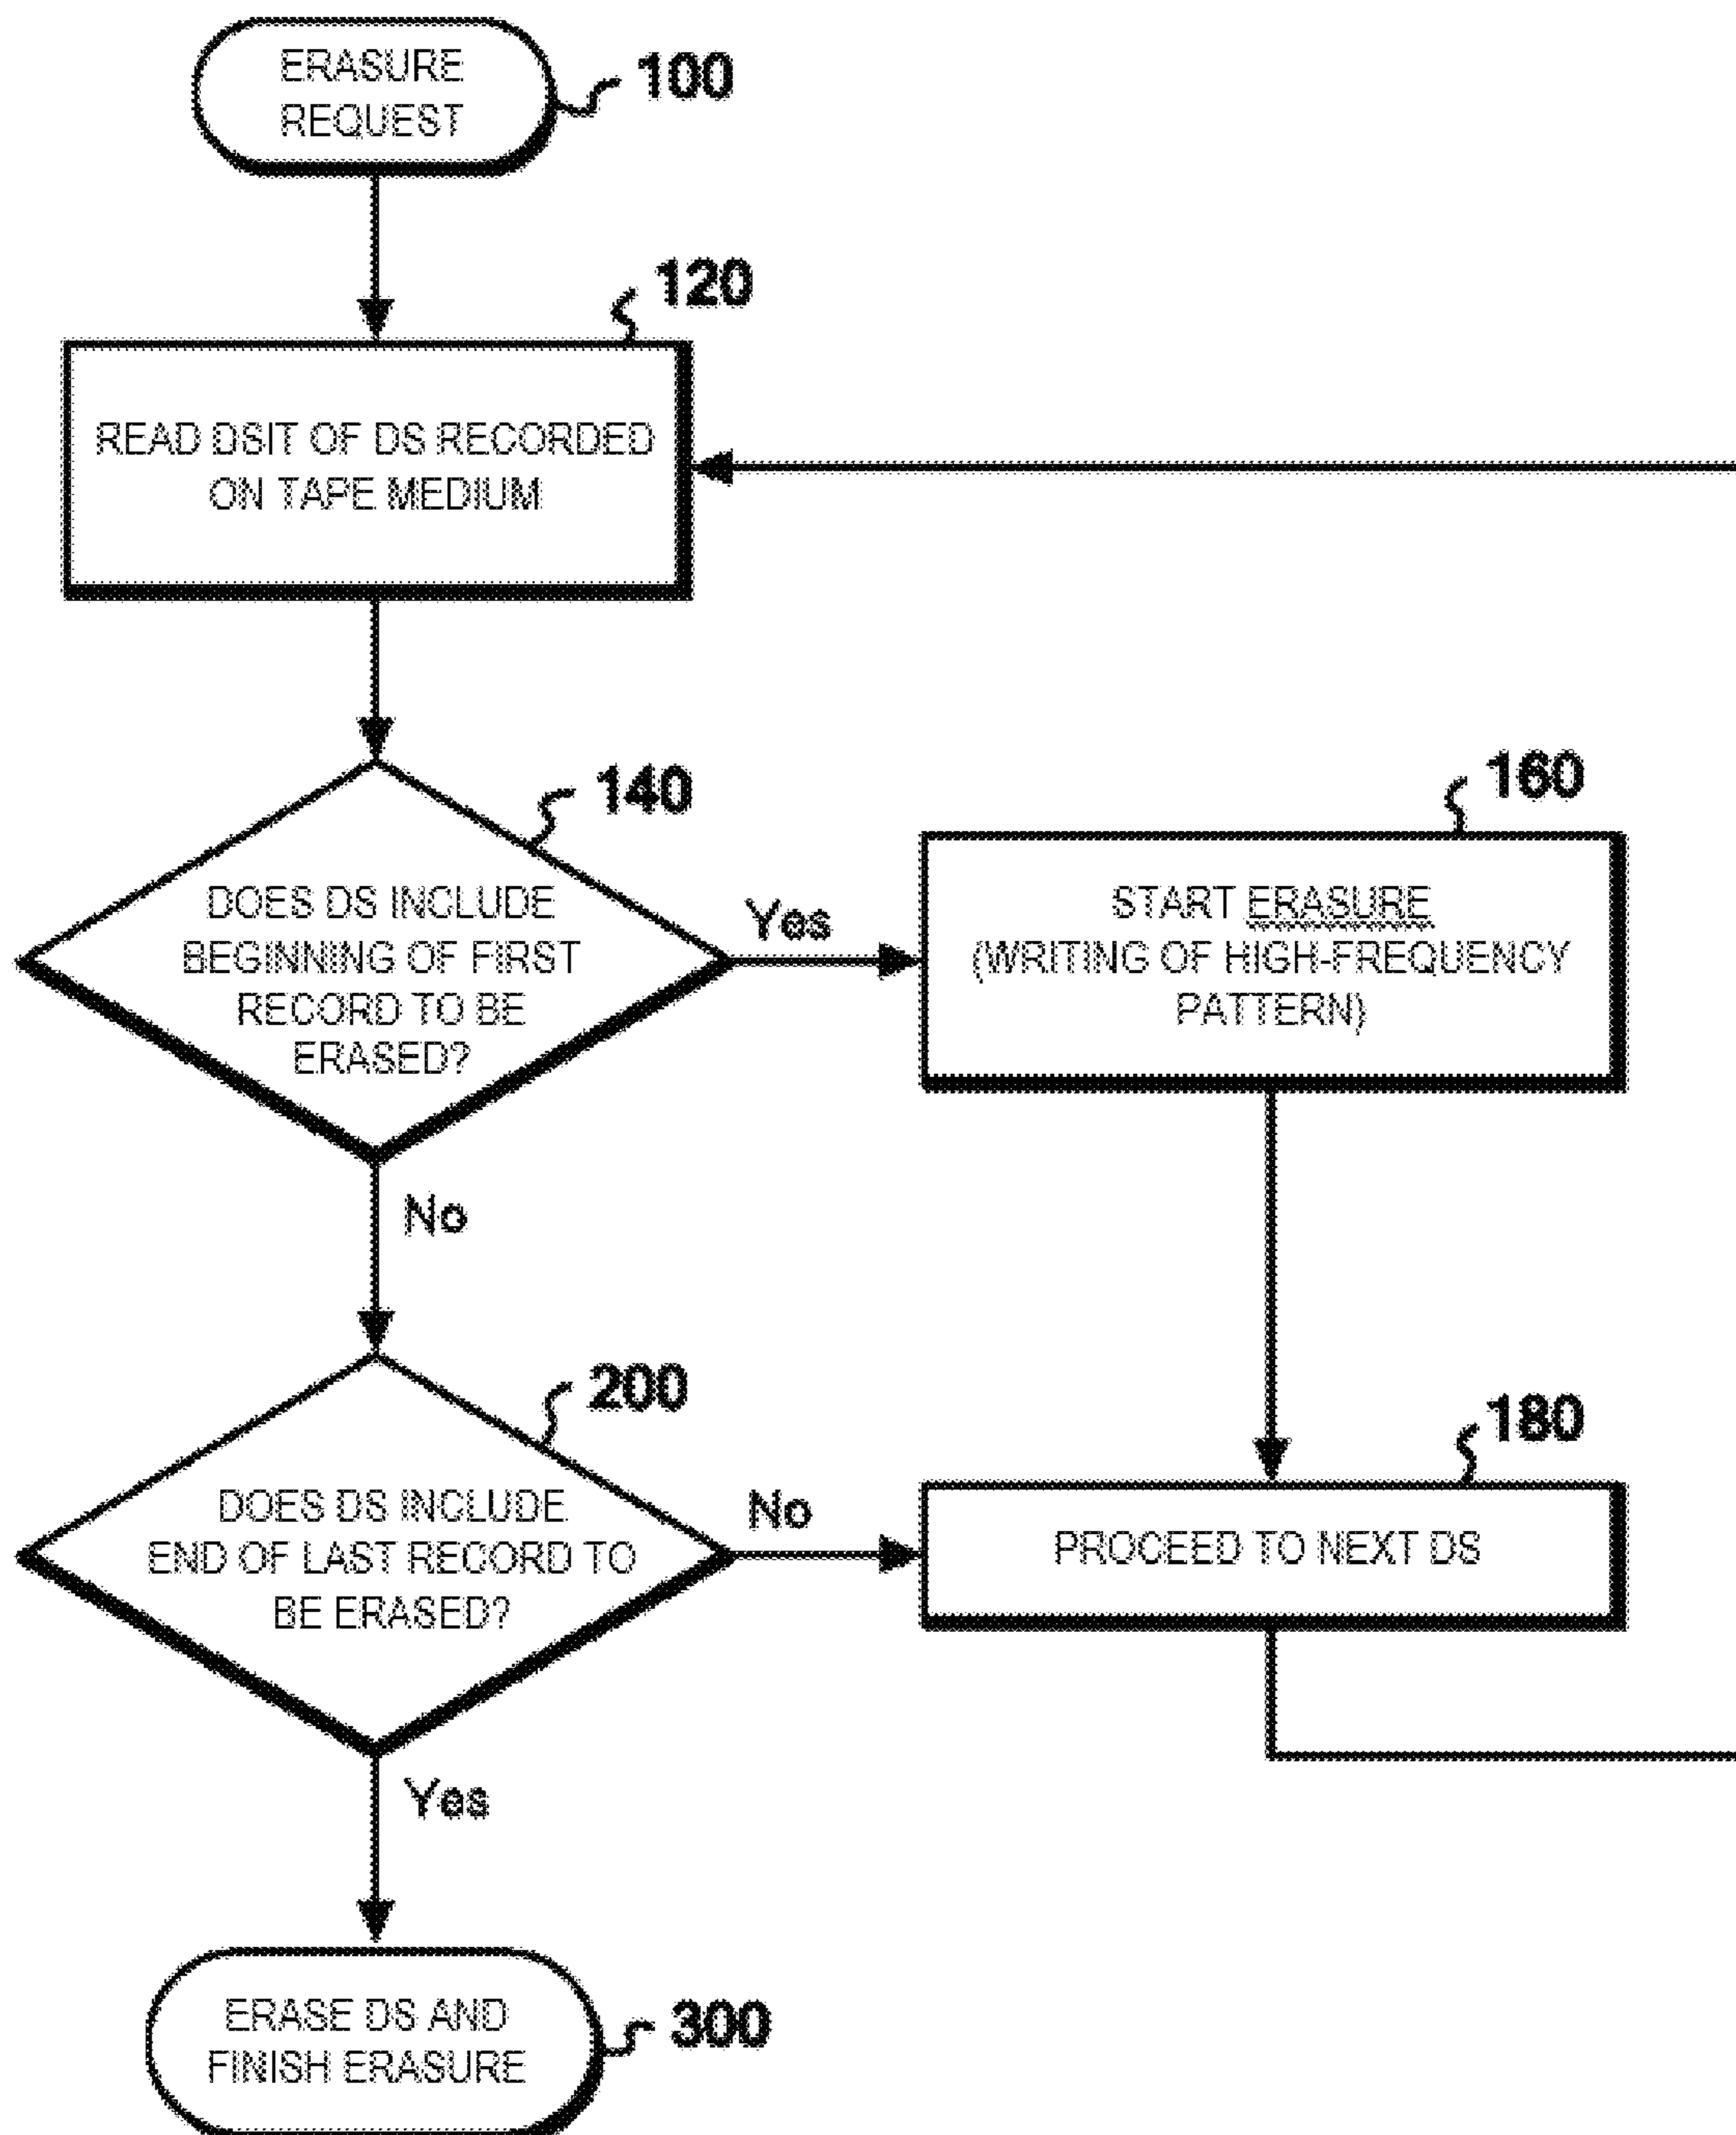 ERASURE
REQUEST
100
120
READ DSIT OF DS RECORDED
ON TAPE MEDIUM
140
DOES DS INCLUDE
BEGINNING OF FIRST
RECORD TO BE
ERASED?
Yes
160
START ERASURE
(WRITING OF HIGH-FREQUENCY
PATTERN)
No
200
DOES DS INCLUDE
END OF LAST RECORD TO
BE ERASED?
No
180
PROCEED TO NEXT DS
Yes
ERASE DS AND
FINISH ERASURE
300